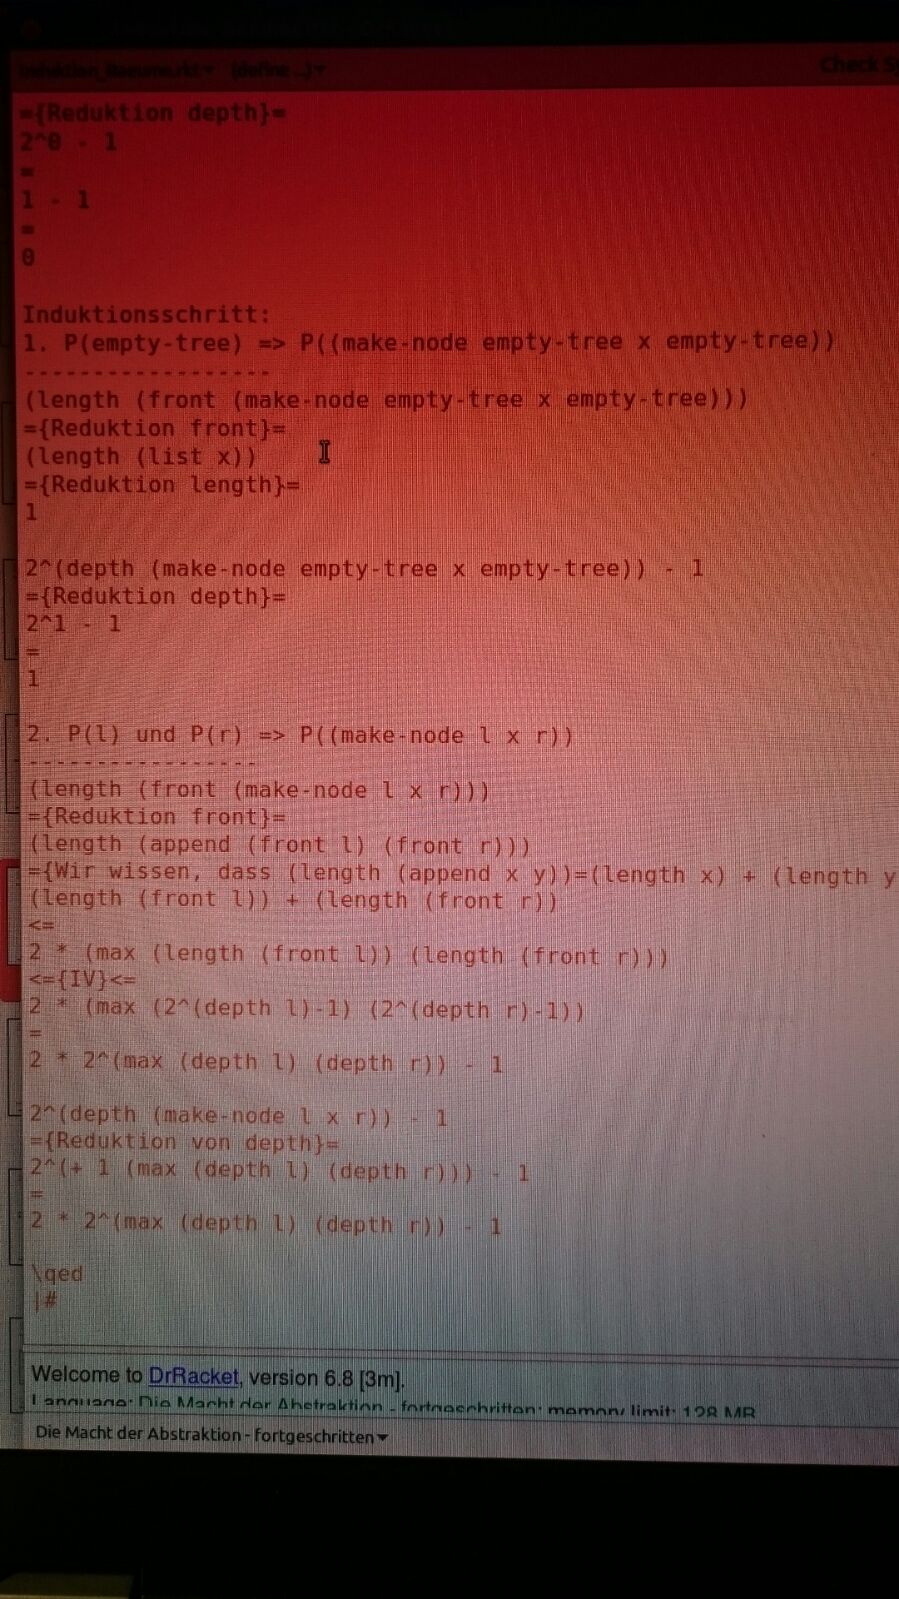 Induktion_Baeume.rkt▾ (define ...)▾ Check S
={Reduktion depth}=
2^0 - 1
=
1 - 1
=
0
Induktionsschritt:
1. P(empty-tree) => P((make-node empty-tree x empty-tree))
-----------------
(length (front (make-node empty-tree x empty-tree)))
={Reduktion front}=
(length (list x))
={Reduktion length}=
1
2^(depth (make-node empty-tree x empty-tree)) - 1
={Reduktion depth}=
2^1 - 1
=
1
2. P(l) und P(r) => P((make-node l x r))
-----------------
(length (front (make-node l x r)))
={Reduktion front}=
(length (append (front l) (front r)))
={Wir wissen, dass (length (append x y))=(length x) + (length y
(length (front l)) + (length (front r))
<=
2 * (max (length (front l)) (length (front r)))
<={IV}<=
2 * (max (2^(depth l)-1) (2^(depth r)-1))
=
2 * 2^(max (depth l) (depth r)) - 1
2^(depth (make-node l x r)) - 1
={Reduktion von depth}=
2^(+ 1 (max (depth l) (depth r))) - 1
=
2 * 2^(max (depth l) (depth r)) - 1
\qed
|#
Welcome to DrRacket, version 6.8 [3m].
Language: Die Macht der Abstraktion - fortgeschritten; memory limit: 128 MB
Die Macht der Abstraktion - fortgeschritten▾